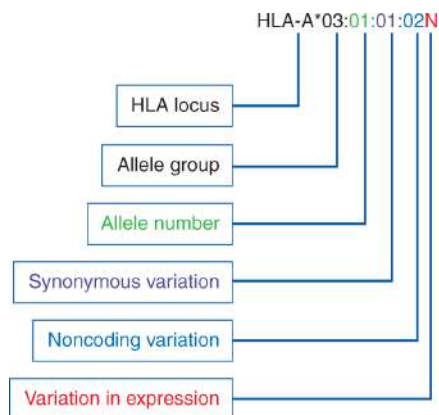 HLA-A*03:01:01:02N
HLA locus
Allele group
Allele number
Synonymous variation
Noncoding variation
Variation in expression